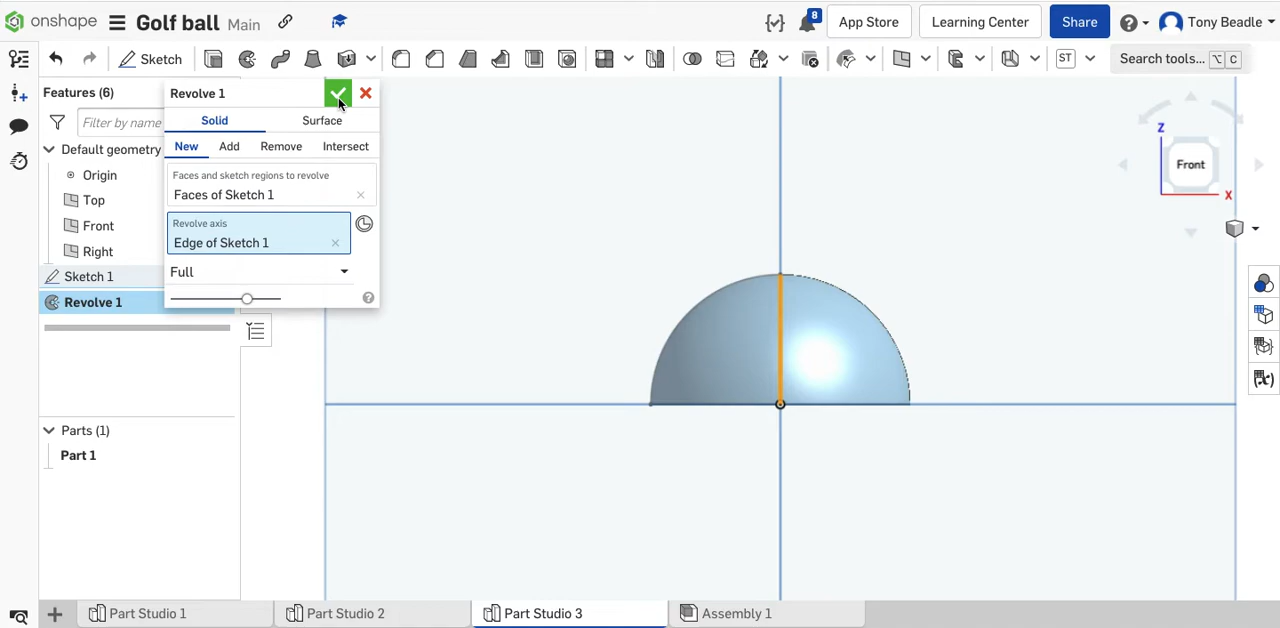 onshape
Golf ball Main
8
App Store
Learning Center
Share
Tony Beadle
Sketch
ST
Search tools... ⌥ C
Features (6)
Filter by name
Default geometry
Origin
Top
Front
Right
Sketch 1
Revolve 1
Parts (1)
Part 1
Revolve 1
Solid Surface
New Add Remove Intersect
Faces and sketch regions to revolve
Faces of Sketch 1
Revolve axis
Edge of Sketch 1
Full
Z
Front
X
Part Studio 1
Part Studio 2
Part Studio 3
Assembly 1